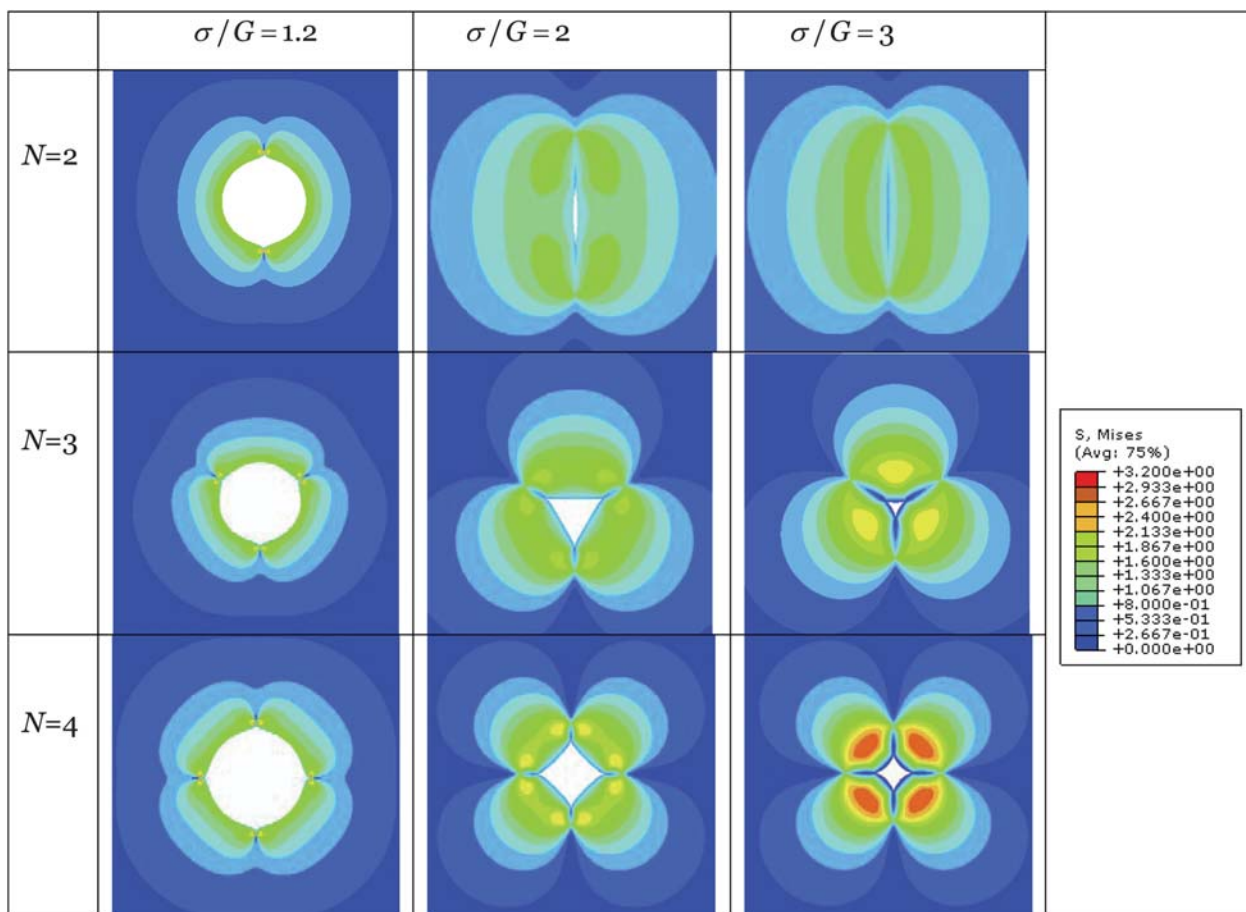 σ/G=1.2
σ/G=2
σ/G=3
N=2
N=3
N=4
S, Mises
(Avg: 75%)
+3.200e+00
+2.933e+00
+2.667e+00
+2.400e+00
+2.133e+00
+1.867e+00
+1.600e+00
+1.333e+00
+1.067e+00
+8.000e-01
+5.333e-01
+2.667e-01
+0.000e+00